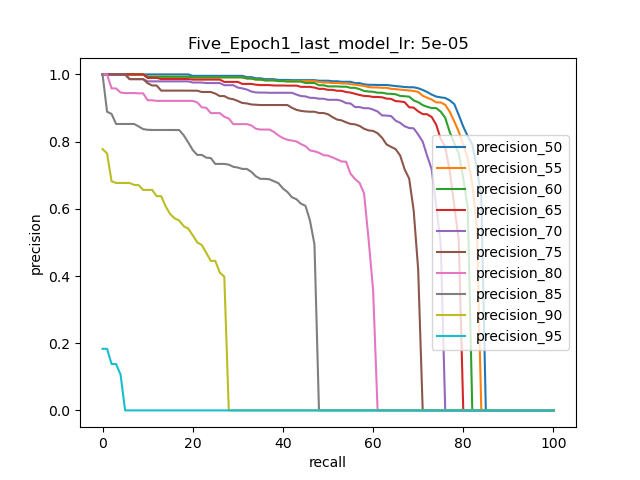 Five_Epoch1_last_model_lr: 5e-05
1.0
0.8
0.6
0.4
0.2
0.0
precision
precision_50
precision_55
precision_60
precision_65
precision_70
precision_75
precision_80
precision_85
precision_90
precision_95
0 20 40 60 80 100
recall